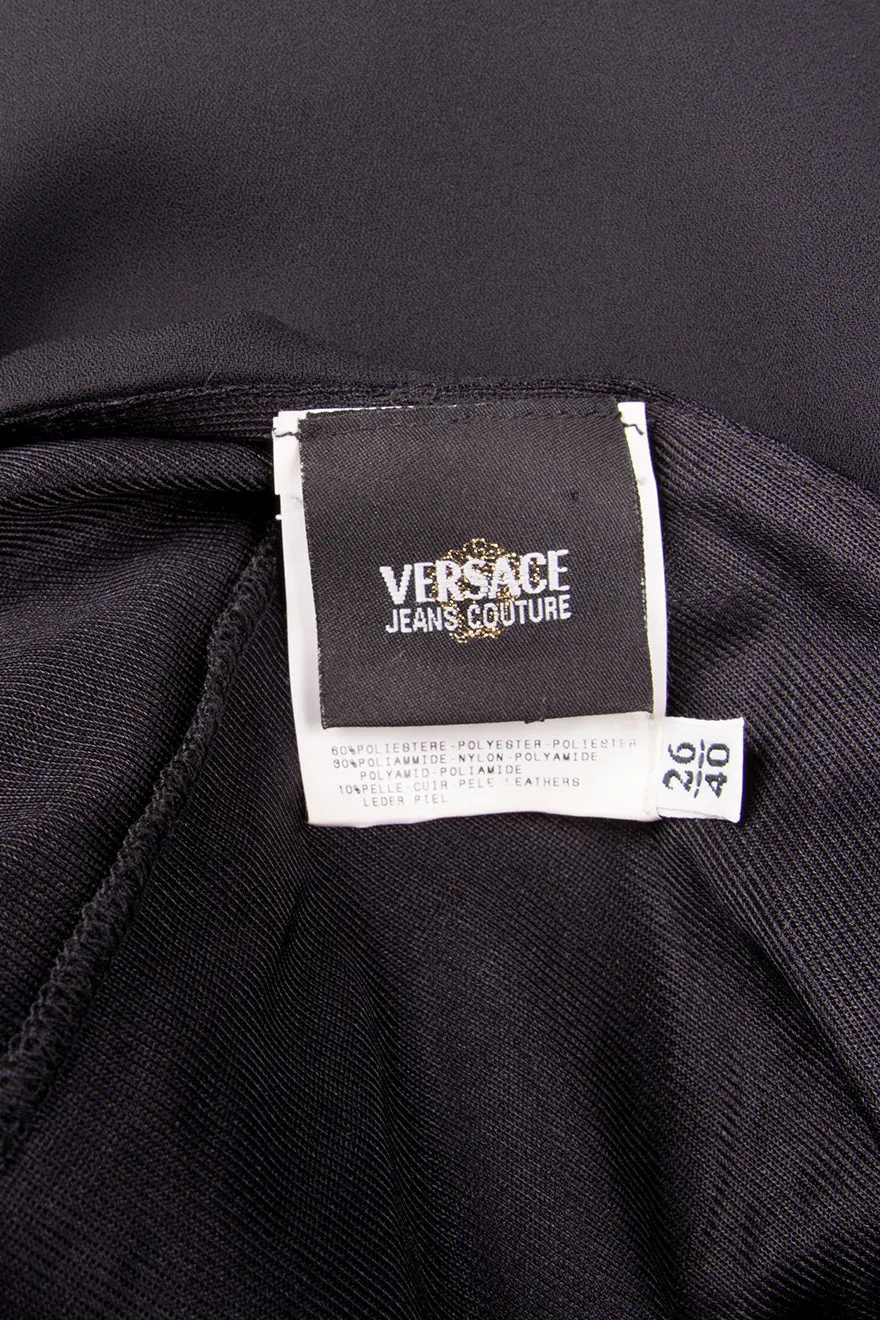 VERSACE
JEANS COUTURE
60%POLIESTERE-POLYESTER-POLIESTER
30%POLIAMMIDE-NYLON-POLYAMIDE
POLYAMID-POLIAMIDE
10%PELLE-CUIR-PELE LEATHERS
LEDER PIEL
26
40